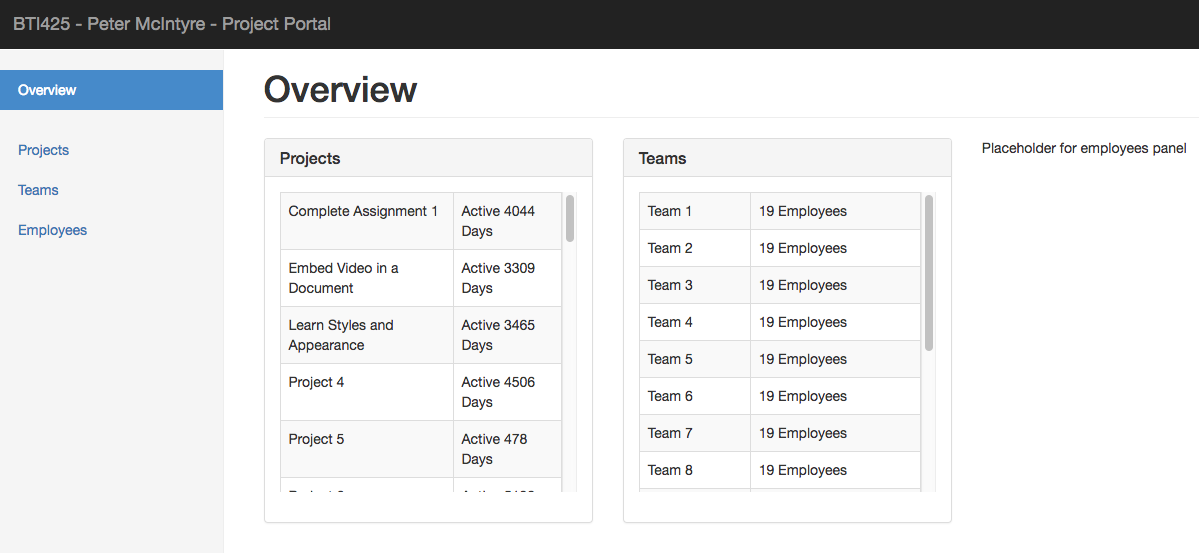 BTI425 - Peter McIntyre - Project Portal
Overview
Projects
Teams
Employees
Overview
Projects
Complete Assignment 1 Active 4044
Days
Embed Video in a Active 3309
Document Days
Learn Styles and Active 3465
Appearance Days
Project 4 Active 4506
Days
Project 5 Active 478
Days
Teams
Team 1 19 Employees
Team 2 19 Employees
Team 3 19 Employees
Team 4 19 Employees
Team 5 19 Employees
Team 6 19 Employees
Team 7 19 Employees
Team 8 19 Employees
Placeholder for employees panel